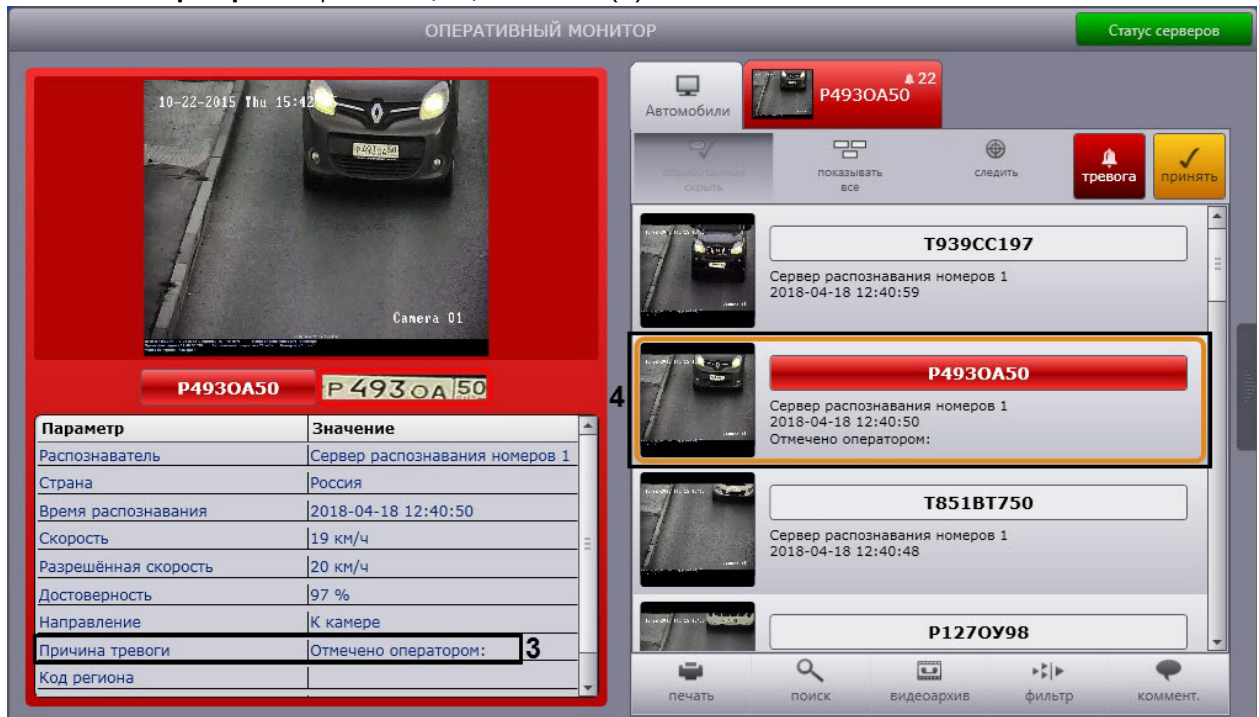 ОПЕРАТИВНЫЙ МОНИТОР
Статус серверов
10-22-2015 Thu 15:42
Camera 01
Р493ОА50
Р 493 ОА 50
Параметр Значение
Распознаватель Сервер распознавания номеров 1
Страна Россия
Время распознавания 2018-04-18 12:40:50
Скорость 19 км/ч
Разрешённая скорость 20 км/ч
Достоверность 97 %
Направление К камере
Причина тревоги Отмечено оператором: 3
Код региона
Автомобили
Р493ОА50
22
обработанные
скрыть
показывать
все
следить
тревога
принять
Т939СС197
Сервер распознавания номеров 1
2018-04-18 12:40:59
4
Р493ОА50
Сервер распознавания номеров 1
2018-04-18 12:40:50
Отмечено оператором:
Т851ВТ750
Сервер распознавания номеров 1
2018-04-18 12:40:48
Р127ОУ98
печать
поиск
видеоархив
фильтр
коммент.